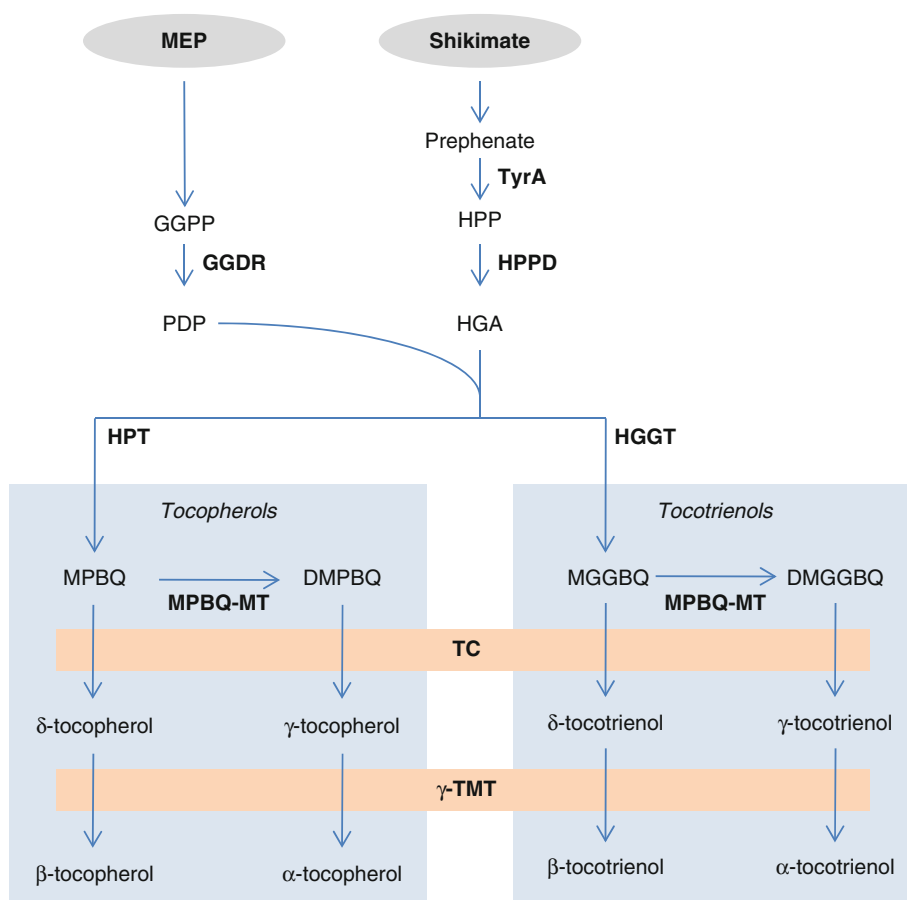 MEP
Shikimate
Prephenate
TyrA
GGPP
HPP
GGDR
HPPD
PDP
HGA
HPT
HGGT
Tocopherols
Tocotrienols
MPBQ
DMPBQ
MGGBQ
DMGGBQ
MPBQ-MT
MPBQ-MT
TC
δ-tocopherol
γ-tocopherol
δ-tocotrienol
γ-tocotrienol
γ-TMT
β-tocopherol
α-tocopherol
β-tocotrienol
α-tocotrienol